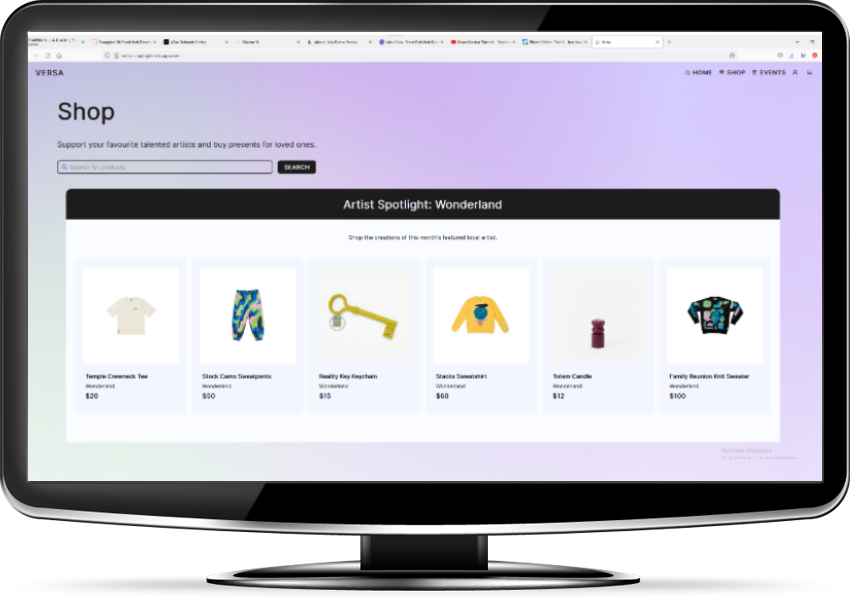 VERSA
HOME SHOP EVENTS
Shop
Support your favourite talented artists and buy presents for loved ones.
Search for products
SEARCH
Artist Spotlight: Wonderland
Shop the creations of this month's featured local artist.
Temple Crewneck Tee
Wonderland
$20
Stock Camo Sweatpants
Wonderland
$50
Reality Key Keychain
Wonderland
$15
Stacks Sweatshirt
Wonderland
$60
Totem Candle
Wonderland
$12
Family Reunion Knit Sweater
Wonderland
$100
Activate Windows